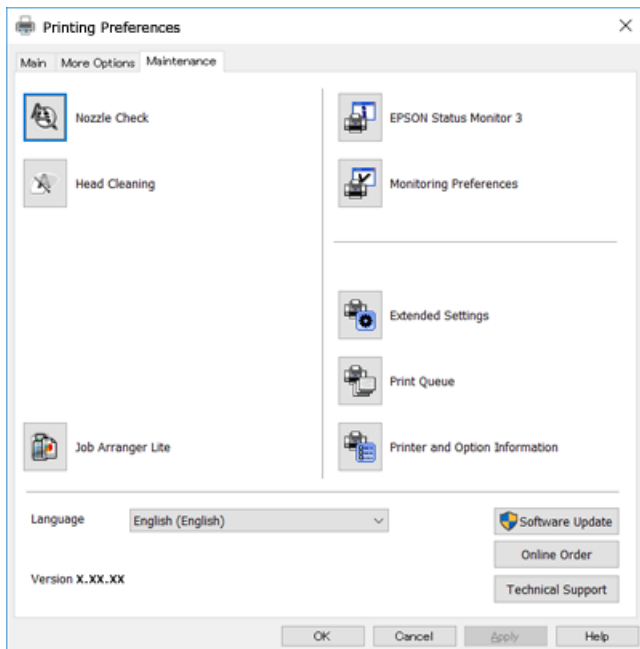 Printing Preferences
Main More Options Maintenance
Nozzle Check
Head Cleaning
Job Arranger Lite
EPSON Status Monitor 3
Monitoring Preferences
Extended Settings
Print Queue
Printer and Option Information
Language English (English)
Version X.XX.XX
Software Update
Online Order
Technical Support
OK Cancel Apply Help